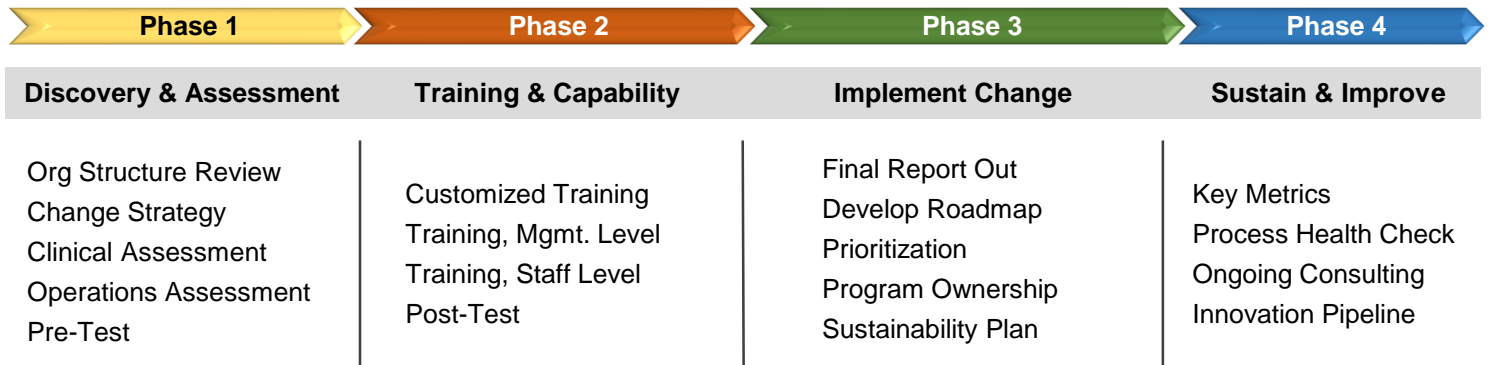 Phase 1
Phase 2
Phase 3
Phase 4
Discovery & Assessment
Training & Capability
Implement Change
Sustain & Improve
Org Structure Review
Change Strategy
Clinical Assessment
Operations Assessment
Pre-Test
Customized Training
Training, Mgmt. Level
Training, Staff Level
Post-Test
Final Report Out
Develop Roadmap
Prioritization
Program Ownership
Sustainability Plan
Key Metrics
Process Health Check
Ongoing Consulting
Innovation Pipeline